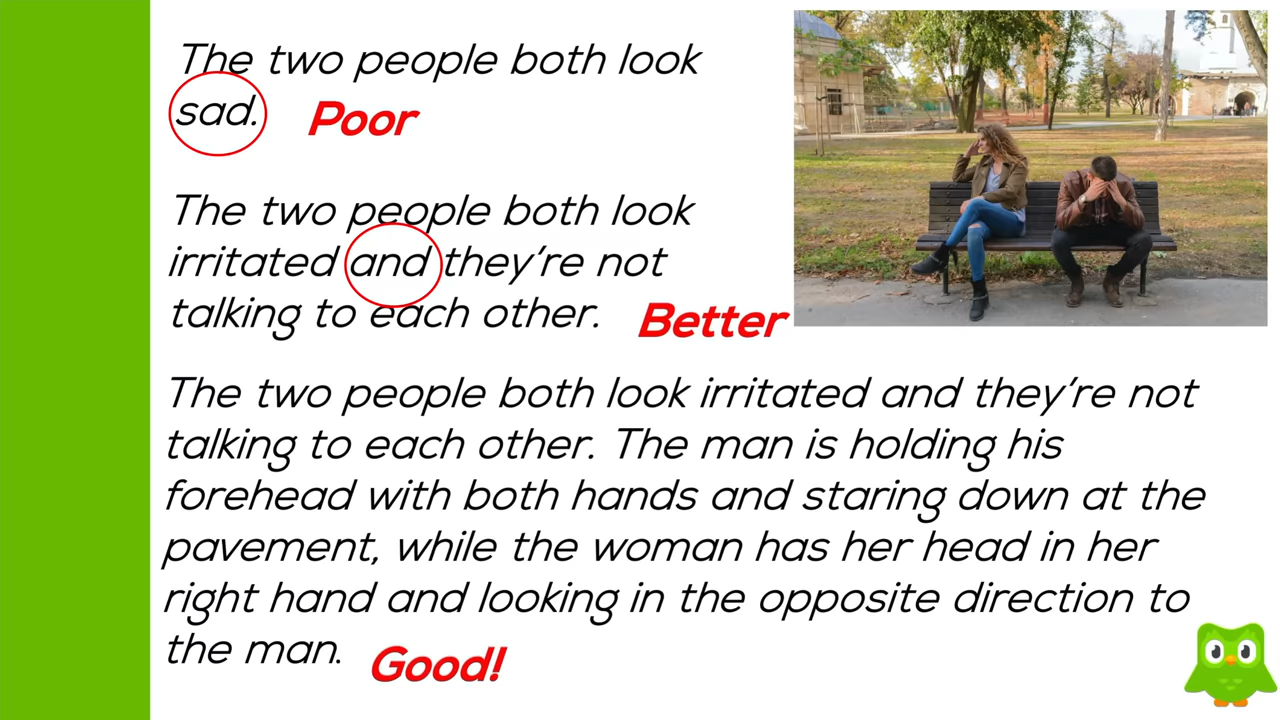 The two people both look
sad.
Poor
The two people both look
irritated and they're not
talking to each other.
Better
The two people both look irritated and they're not
talking to each other. The man is holding his
forehead with both hands and staring down at the
pavement, while the woman has her head in her
right hand and looking in the opposite direction to
the man.
Good!